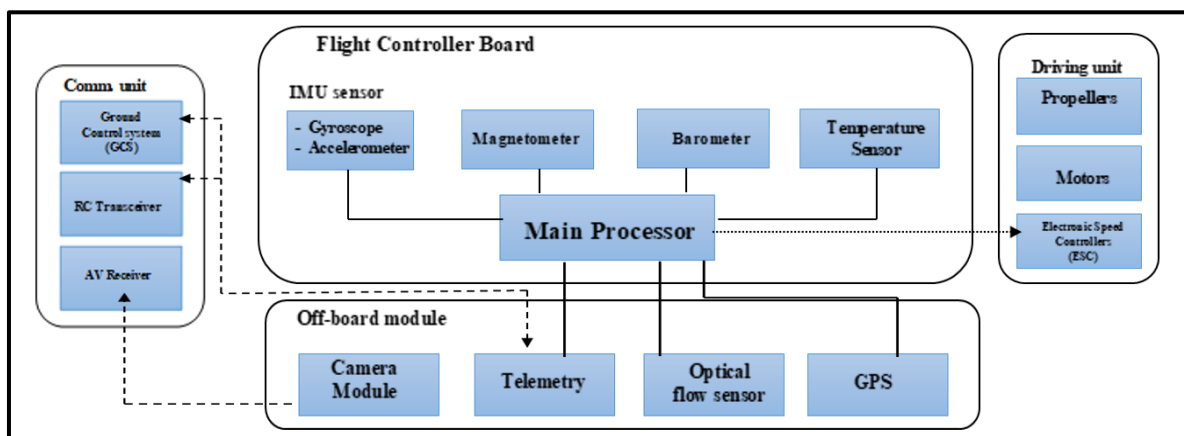 Flight Controller Board
Comm. unit
Ground
Control system
(GCS)
RC Transceiver
AV Receiver
IMU sensor
- Gyroscope
- Accelerometer
Magnetometer
Barometer
Temperature
Sensor
Main Processor
Driving unit
Propellers
Motors
Electronic Speed
Controllers
(ESC)
Off-board module
Camera
Module
Telemetry
Optical
flow sensor
GPS